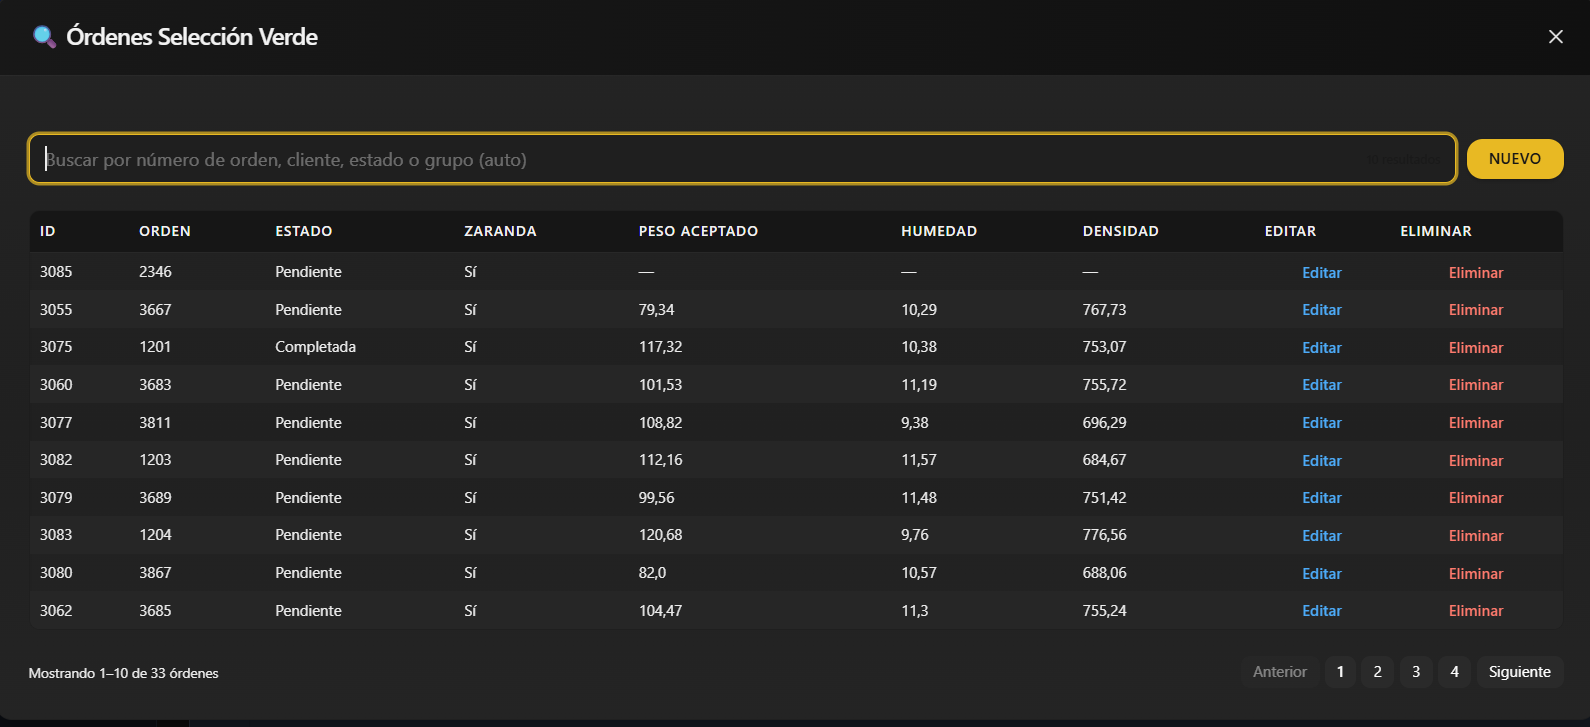 Órdenes Selección Verde
Buscar por número de orden, cliente, estado o grupo (auto)
NUEVO
ID ORDEN ESTADO ZARANDA PESO ACEPTADO HUMEDAD DENSIDAD EDITAR ELIMINAR
3085 2346 Pendiente Sí — — — Editar Eliminar
3055 3667 Pendiente Sí 79,34 10,29 767,73 Editar Eliminar
3075 1201 Completada Sí 117,32 10,38 753,07 Editar Eliminar
3060 3683 Pendiente Sí 101,53 11,19 755,72 Editar Eliminar
3077 3811 Pendiente Sí 108,82 9,38 696,29 Editar Eliminar
3082 1203 Pendiente Sí 112,16 11,57 684,67 Editar Eliminar
3079 3689 Pendiente Sí 99,56 11,48 751,42 Editar Eliminar
3083 1204 Pendiente Sí 120,68 9,76 776,56 Editar Eliminar
3080 3867 Pendiente Sí 82,0 10,57 688,06 Editar Eliminar
3062 3685 Pendiente Sí 104,47 11,3 755,24 Editar Eliminar
Mostrando 1–10 de 33 órdenes
Anterior 1 2 3 4 Siguiente